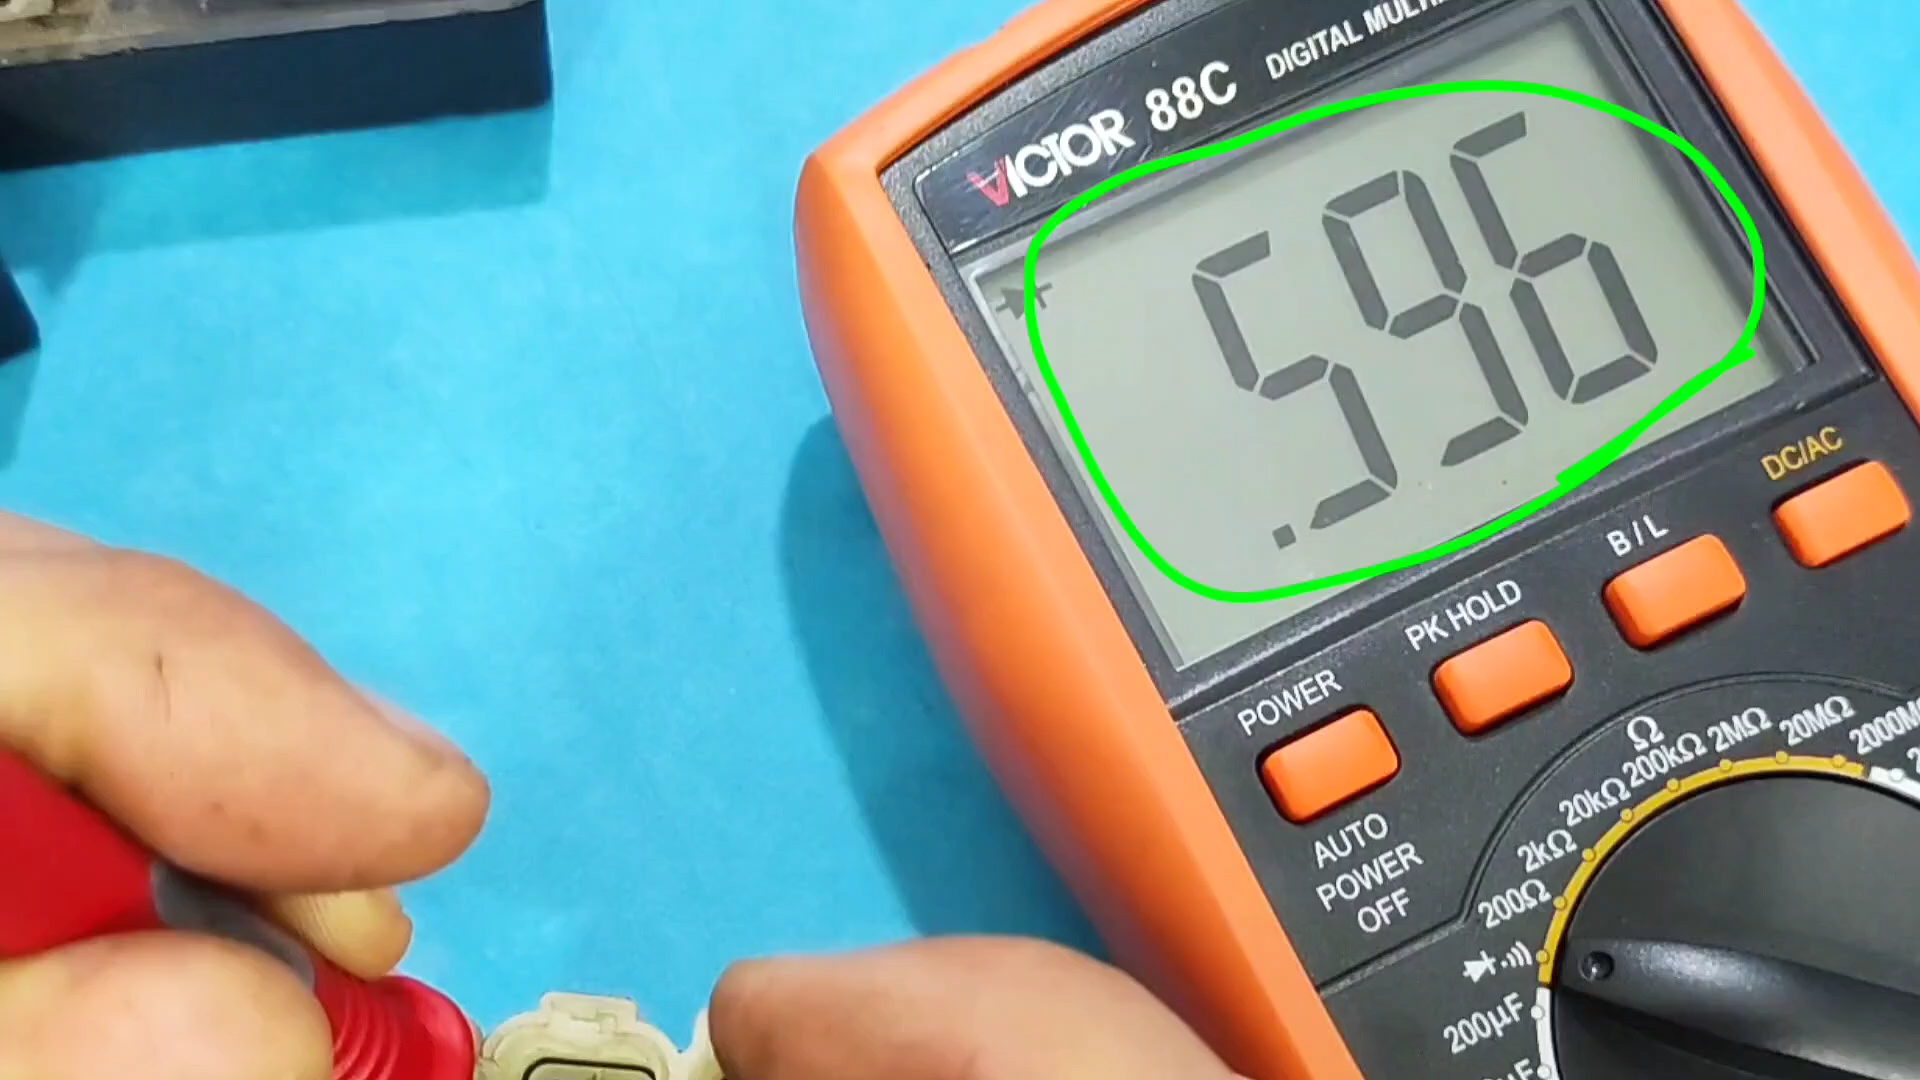 VICTOR 88C DIGITAL
.596
DC/AC
B / L
PK HOLD
POWER
AUTO
POWER
OFF
Ω
200Ω
2kΩ
20kΩ
200kΩ
2MΩ
20MΩ
200μF